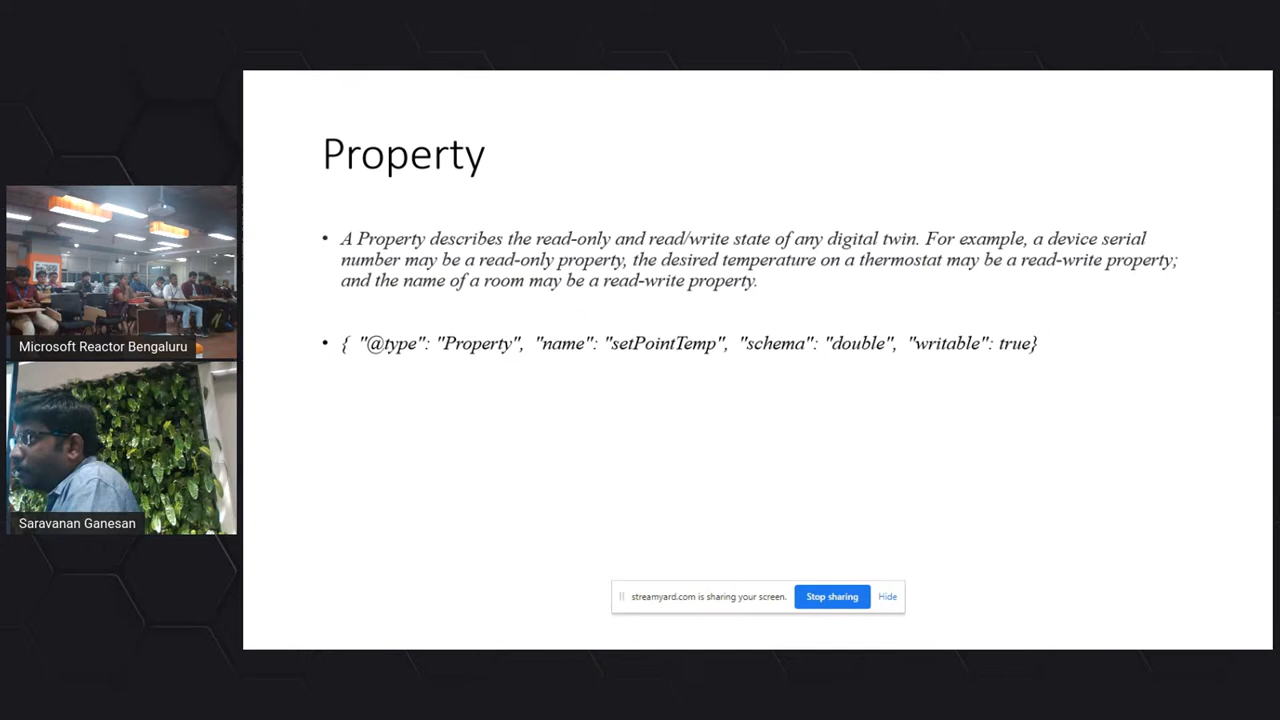 Property
• A Property describes the read-only and read/write state of any digital twin. For example, a device serial
number may be a read-only property, the desired temperature on a thermostat may be a read-write property;
and the name of a room may be a read-write property.
• { "@type": "Property", "name": "setPointTemp", "schema": "double", "writable": true}
Microsoft Reactor Bengaluru
Saravanan Ganesan
streamyard.com is sharing your screen. Stop sharing Hide